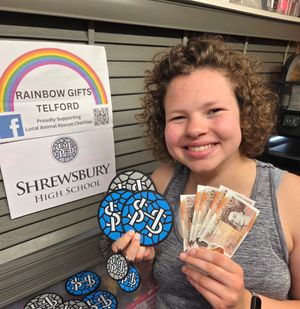 RAINBOW GIFTS
TELFORD
Proudly Supporting
Local Animal Rescue Charities
f
SHREWSBURY
HIGH SCHOOL